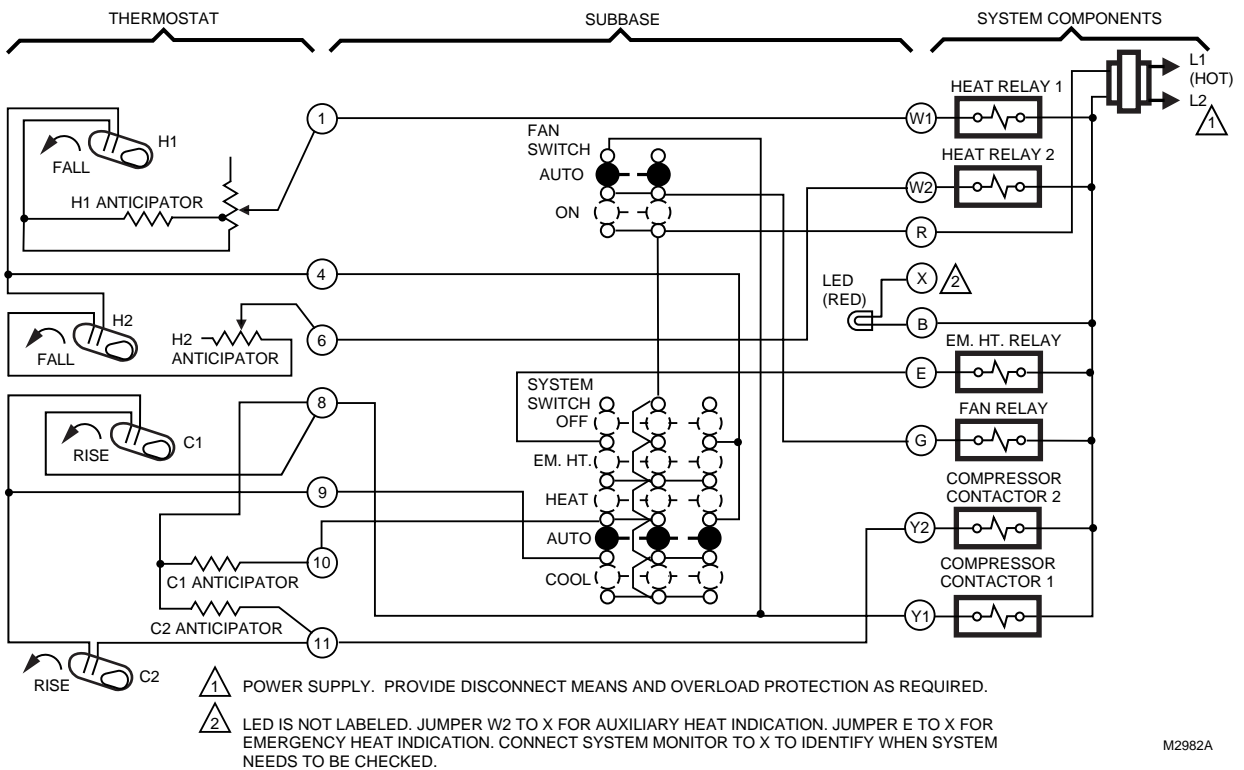 THERMOSTAT
SUBBASE
SYSTEM COMPONENTS
L1
(HOT)
L2
1
HEAT RELAY 1
1
W1
H1
FALL
FAN
SWITCH
AUTO
ON
HEAT RELAY 2
W2
H1 ANTICIPATOR
R
4
LED
(RED)
X
2
H2
FALL
H2
ANTICIPATOR
6
B
EM. HT. RELAY
E
SYSTEM
SWITCH
OFF
EM. HT.
HEAT
AUTO
COOL
8
FAN RELAY
G
C1
RISE
9
COMPRESSOR
CONTACTOR 2
Y2
10
C1 ANTICIPATOR
COMPRESSOR
CONTACTOR 1
Y1
C2 ANTICIPATOR
11
C2
RISE
1 POWER SUPPLY. PROVIDE DISCONNECT MEANS AND OVERLOAD PROTECTION AS REQUIRED.
2 LED IS NOT LABELED. JUMPER W2 TO X FOR AUXILIARY HEAT INDICATION. JUMPER E TO X FOR
EMERGENCY HEAT INDICATION. CONNECT SYSTEM MONITOR TO X TO IDENTIFY WHEN SYSTEM
NEEDS TO BE CHECKED.
M2982A